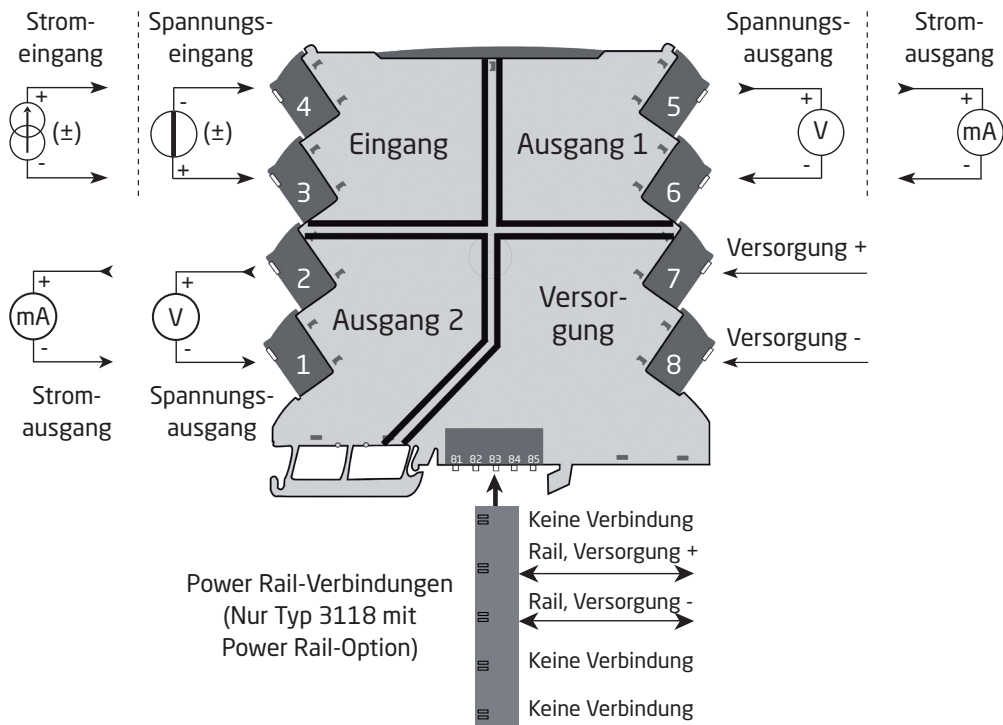 Strom-
eingang
Spannungs-
eingang
Spannungs-
ausgang
Strom-
ausgang
+
(±)
-
-
(±)
+
4
3
Eingang
Ausgang 1
5
6
+
V
-
+
mA
-
+
mA
-
+
V
-
2
1
Ausgang 2
Versor-
gung
7
8
Versorgung +
Versorgung -
Strom-
ausgang
Spannungs-
ausgang
81 82 83 84 85
Power Rail-Verbindungen
(Nur Typ 3118 mit
Power Rail-Option)
Keine Verbindung
Rail, Versorgung +
Rail, Versorgung -
Keine Verbindung
Keine Verbindung